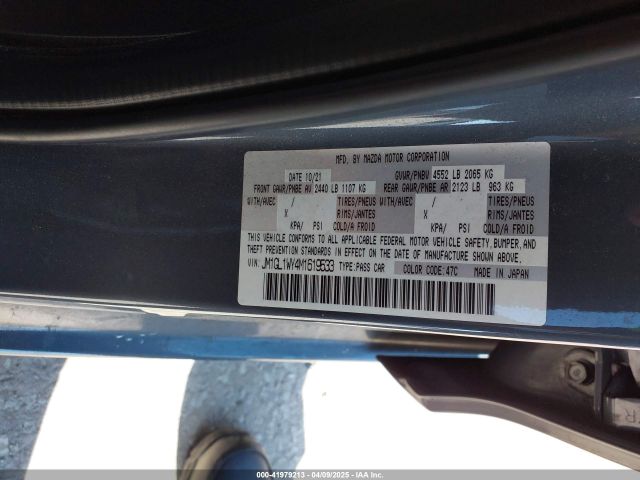 MFD. BY MAZDA MOTOR CORPORATION
DATE 10/21 GVWR/PNBV 4552 LB 2065 KG
FRONT GAWR/PNBE AV 2440 LB 1107 KG REAR GAWR/PNBE AR 2123 LB 963 KG
WITH/AVEC / TIRES/PNEUS WITH/AVEC / TIRES/PNEUS
X RIMS/JANTES X RIMS/JANTES
KPA/ PSI COLD/A FROID KPA/ PSI COLD/A FROID
THIS VEHICLE CONFORMS TO ALL APPLICABLE FEDERAL MOTOR VEHICLE SAFETY, BUMPER, AND
THEFT PREVENTION STANDARDS IN EFFECT ON THE DATE OF MANUFACTURE SHOWN ABOVE.
VIN: JM1GL1WY4M1619533 TYPE:PASS CAR COLOR CODE:47C MADE IN JAPAN
000-41979213 - 04/09/2025 - IAAI.COM